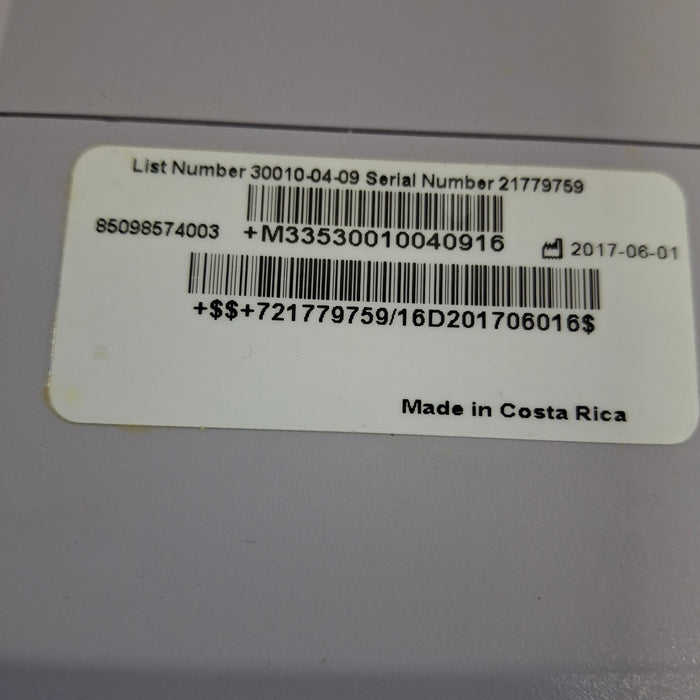 List Number 30010-04-09 Serial Number 21779759
85098574003 +M33530010040916 2017-06-01
+$$+721779759/16D201706016$
Made in Costa Rica